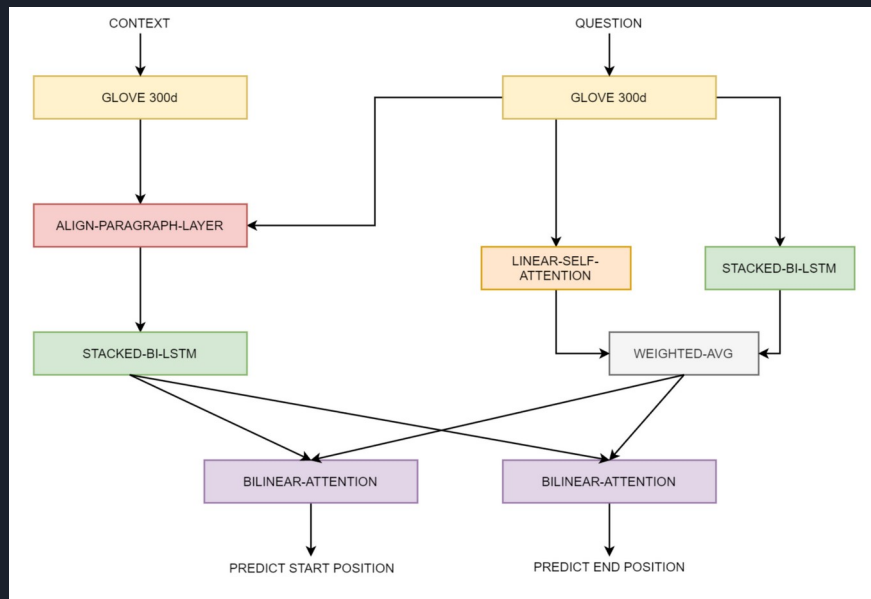 CONTEXT
QUESTION
GLOVE 300d
GLOVE 300d
ALIGN-PARAGRAPH-LAYER
LINEAR-SELF-
ATTENTION
STACKED-BI-LSTM
STACKED-BI-LSTM
WEIGHTED-AVG
BILINEAR-ATTENTION
BILINEAR-ATTENTION
PREDICT START POSITION
PREDICT END POSITION